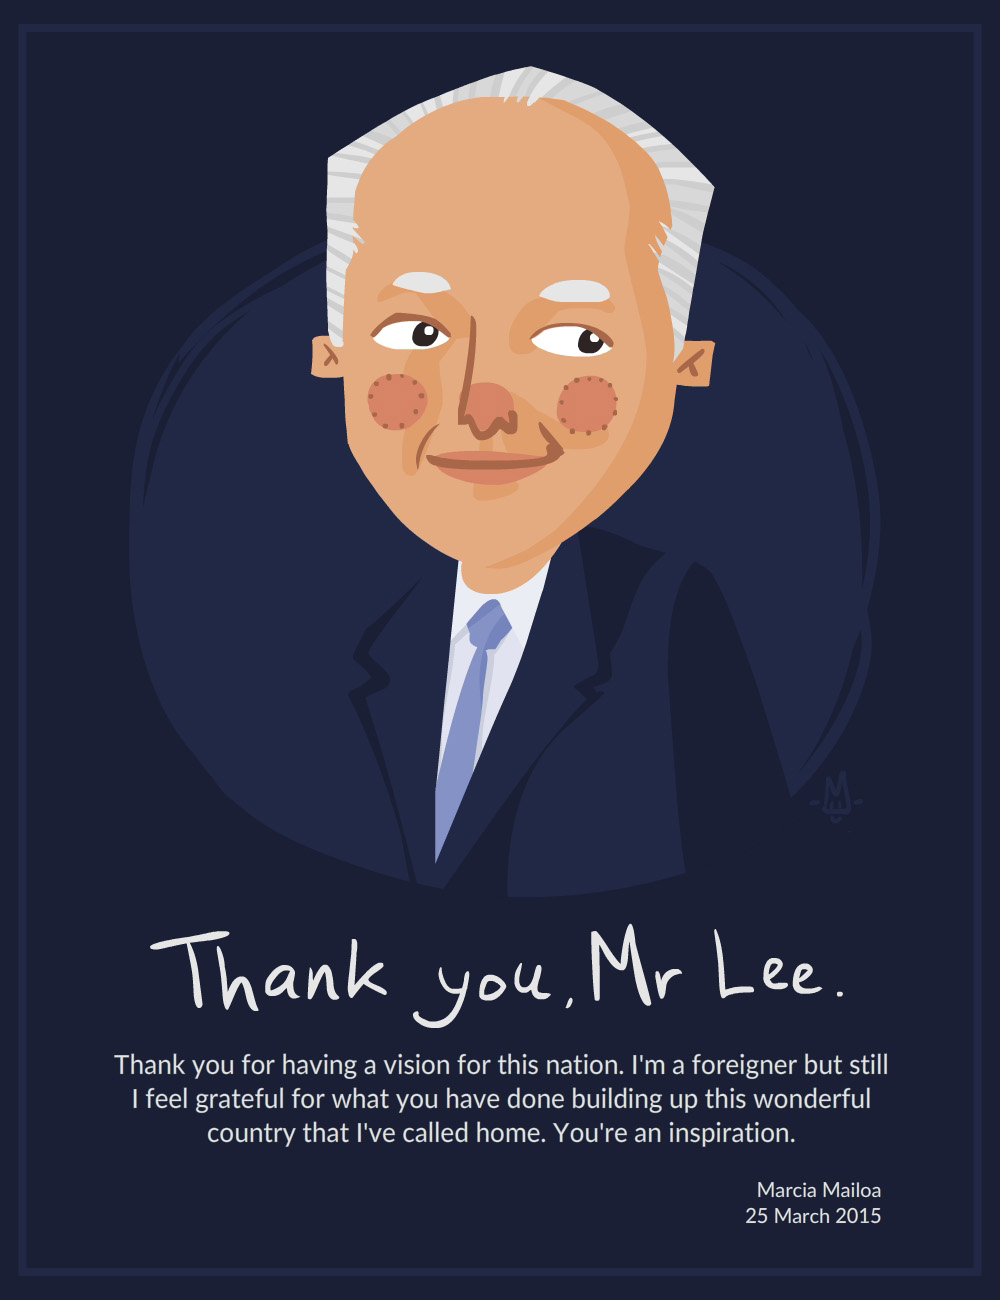 Thank you, Mr Lee.
Thank you for having a vision for this nation. I'm a foreigner but still
I feel grateful for what you have done building up this wonderful
country that I've called home. You're an inspiration.
Marcia Mailoa
25 March 2015